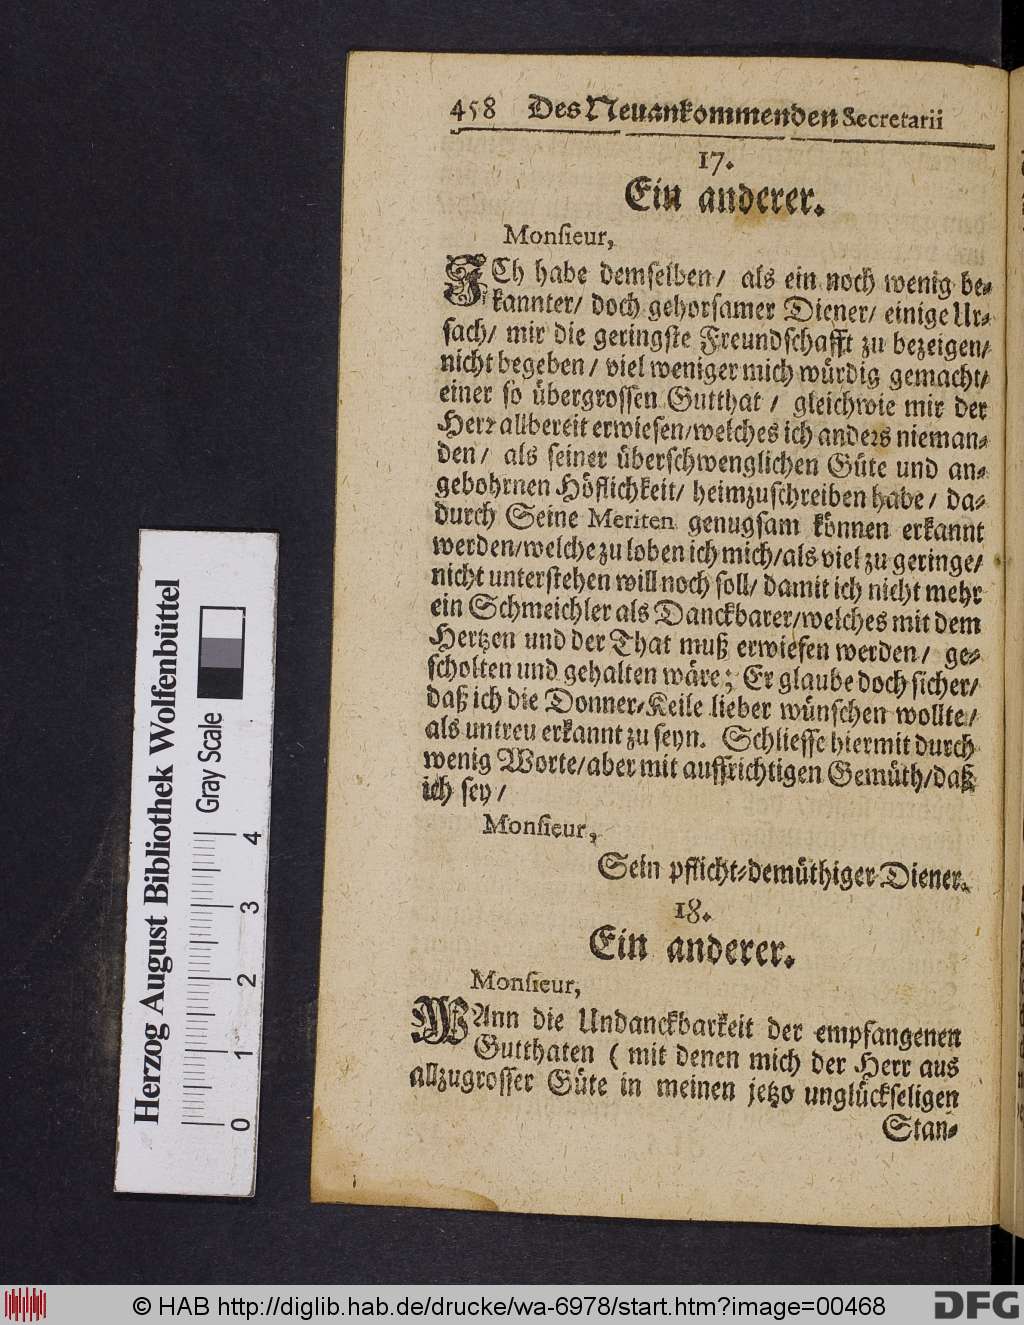 458 Des Neuankommenden Secretarii
17.
Ein anderer.
Monſieur,
ICh habe demſelben/ als ein noch wenig be-
kannter/ doch gehorſamer Diener/ einige Ur-
ſach/ mir die geringſte Freundſchafft zu bezeigen/
nicht begeben/ viel weniger mich würdig gemacht/
einer ſo übergroſſen Gutthat/ gleichwie mir der
Herr allbereit erwieſen/welches ich anders nieman-
den/ als ſeiner überſchwenglichen Güte und an-
gebohrnen Höflichkeit/ heimzuſchreiben habe/ da-
durch Seine Meriten genugſam können erkannt
werden/welche zu loben ich mich/als viel zu geringe/
nicht unterſtehen will noch ſoll/ damit ich nicht mehr
ein Schmeichler als Danckbarer/welches mit dem
Hertzen und der That muß erwieſen werden/ ge-
ſcholten und gehalten wäre; Er glaube doch ſicher/
daß ich die Donner-Keile lieber wünſchen wollte/
als untreu erkannt zu ſeyn. Schlieſſe hiermit durch
wenig Worte/aber mit auffrichtigen Gemüth/daß
ich ſey/
Monſieur,
Sein pflicht-demüthiger Diener.
18.
Ein anderer.
Monſieur,
WAnn die Undanckbarkeit der empfangenen
Gutthaten (mit denen mich der Herr aus
allzugroſſer Güte in meinen jetzo unglückſeligen
Stan-
Herzog August Bibliothek Wolfenbüttel
Gray Scale
0 1 2 3 4
© HAB http://diglib.hab.de/drucke/wa-6978/start.htm?image=00468
DFG